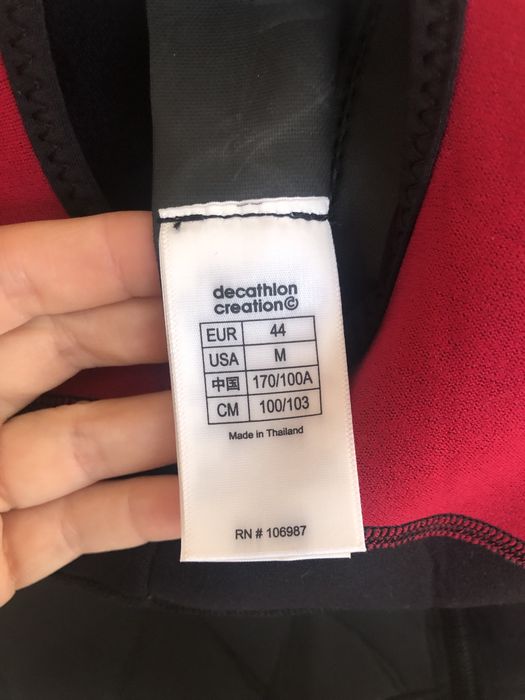 decathlon
creation©
EUR 44
USA M
中国 170/100A
CM 100/103
Made in Thailand
RN # 106987